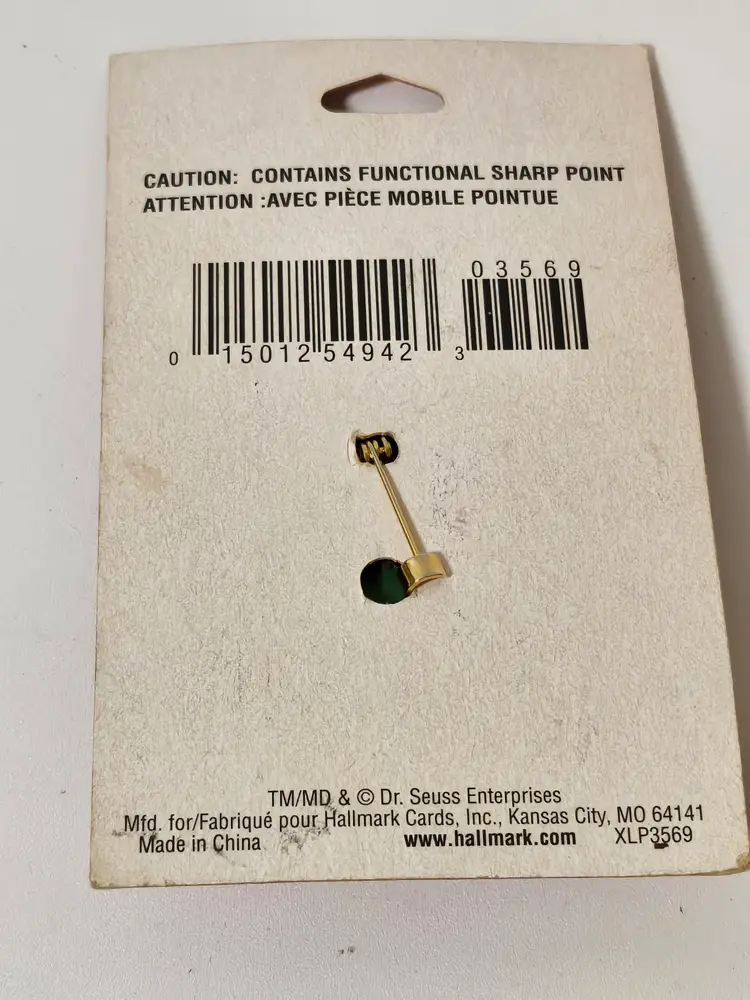 CAUTION: CONTAINS FUNCTIONAL SHARP POINT
ATTENTION :AVEC PIÈCE MOBILE POINTUE
03569
0 15012 54942 3
TM/MD & © Dr. Seuss Enterprises
Mfd. for/Fabriqué pour Hallmark Cards, Inc., Kansas City, MO 64141
Made in China www.hallmark.com XLP3569